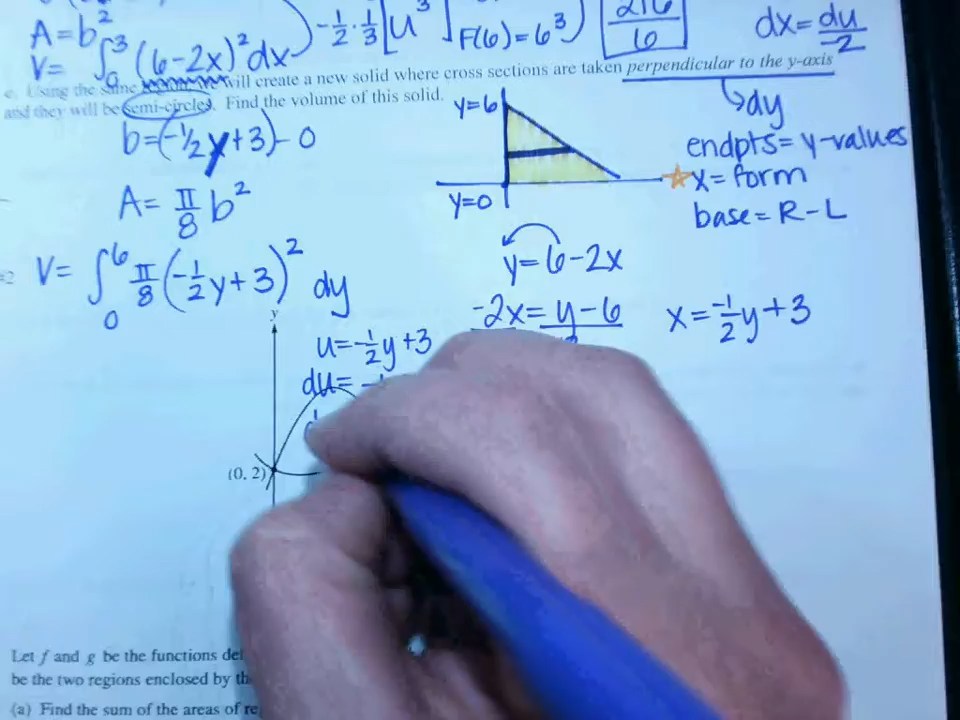 A=b²
-1/2 · 1/3 [u³]
F(6)=6³)
216/6
dx=du/-2
V= ∫₀³ (6-2x)² dx
c. Using the same will create a new solid where cross sections are taken perpendicular to the y-axis
and they will be semi-circles. Find the volume of this solid.
dy
b=(-1/2y+3)-0
y=6
endpts= y-values
A= π/8 b²
x= form
y=0
base= R-L
V= ∫₀⁶ π/8 (-1/2y+3)² dy
y=6-2x
-2x=y-6
x=-1/2y+3
y
u=-1/2y+3
du= -
(0, 2)
Let f and g be the functions
be the two regions enclosed by
(a) Find the sum of the areas of